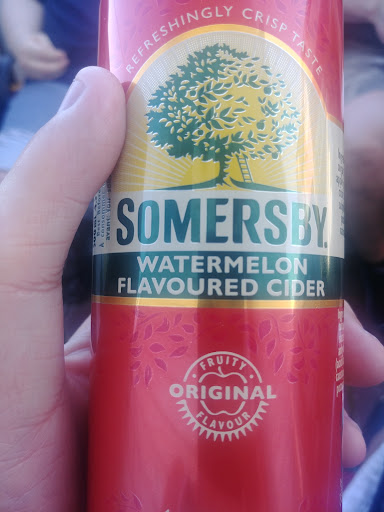 REFRESHINGLY CRISP TASTE
SOMERSBY.
WATERMELON
FLAVOURED CIDER
FRUITY
ORIGINAL
FLAVOUR